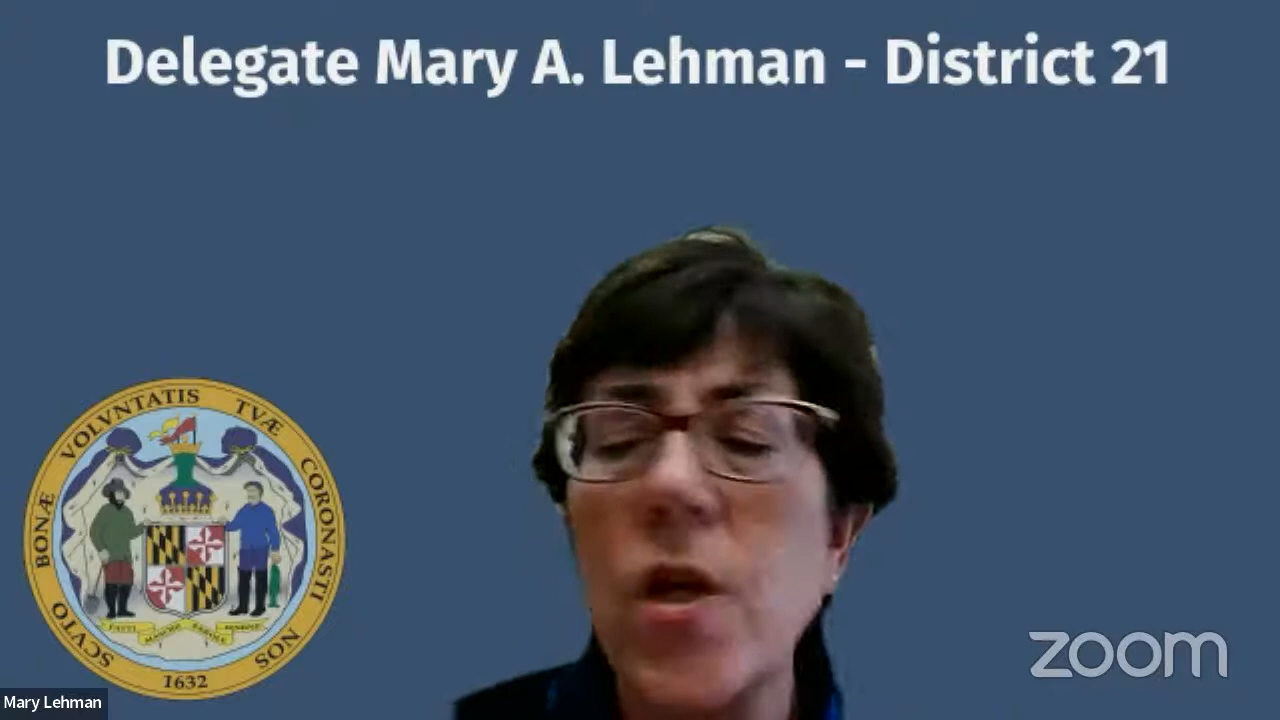 Delegate Mary A. Lehman - District 21
SCVTO BONÆ VOLVNTATIS TVÆ CORONASTI NOS
1632
zoom
Mary Lehman